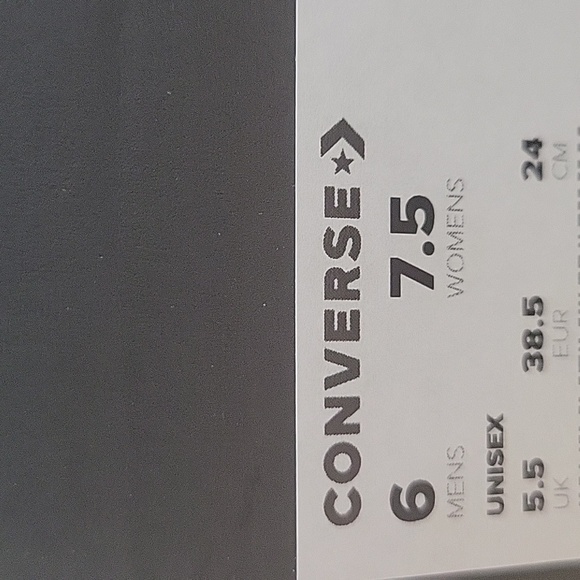 CONVERSE
6 7.5
MENS WOMENS
UNISEX
5.5 38.5 24
UK EUR CM